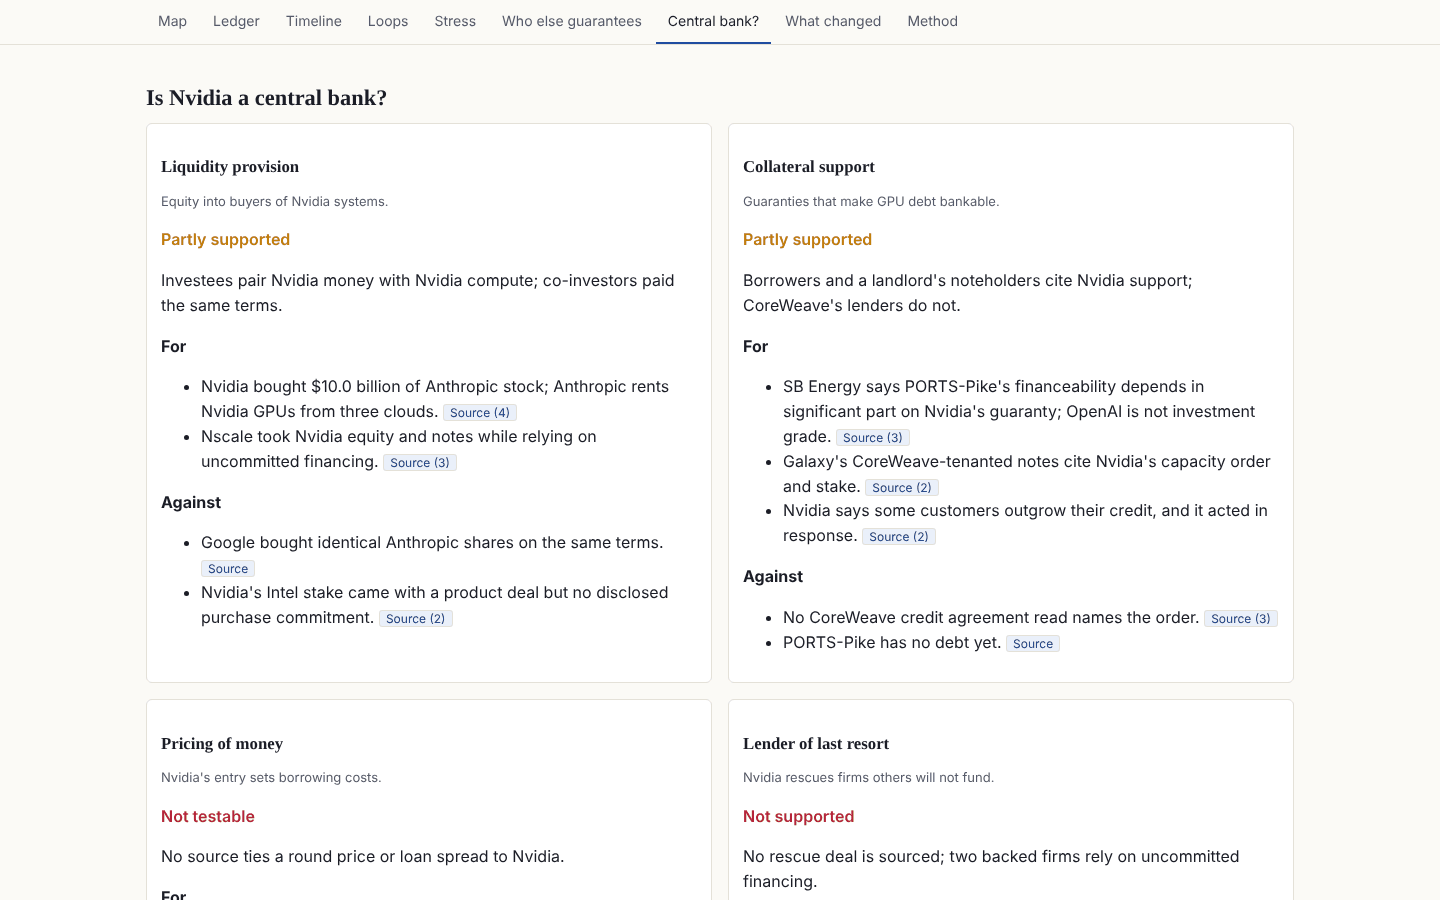 Map Ledger Timeline Loops Stress Who else guarantees Central bank? What changed Method
Is Nvidia a central bank?
Liquidity provision
Equity into buyers of Nvidia systems.
Partly supported
Investees pair Nvidia money with Nvidia compute; co-investors paid
the same terms.
For
• Nvidia bought $10.0 billion of Anthropic stock; Anthropic rents
Nvidia GPUs from three clouds. Source (4)
• Nscale took Nvidia equity and notes while relying on
uncommitted financing. Source (3)
Against
• Google bought identical Anthropic shares on the same terms.
Source
• Nvidia's Intel stake came with a product deal but no disclosed
purchase commitment. Source (2)
Collateral support
Guaranties that make GPU debt bankable.
Partly supported
Borrowers and a landlord's noteholders cite Nvidia support;
CoreWeave's lenders do not.
For
• SB Energy says PORTS-Pike's financeability depends in
significant part on Nvidia's guaranty; OpenAI is not investment
grade. Source (3)
• Galaxy's CoreWeave-tenanted notes cite Nvidia's capacity order
and stake. Source (2)
• Nvidia says some customers outgrow their credit, and it acted in
response. Source (2)
Against
• No CoreWeave credit agreement read names the order. Source (3)
• PORTS-Pike has no debt yet. Source
Pricing of money
Nvidia's entry sets borrowing costs.
Not testable
No source ties a round price or loan spread to Nvidia.
For
Lender of last resort
Nvidia rescues firms others will not fund.
Not supported
No rescue deal is sourced; two backed firms rely on uncommitted
financing.